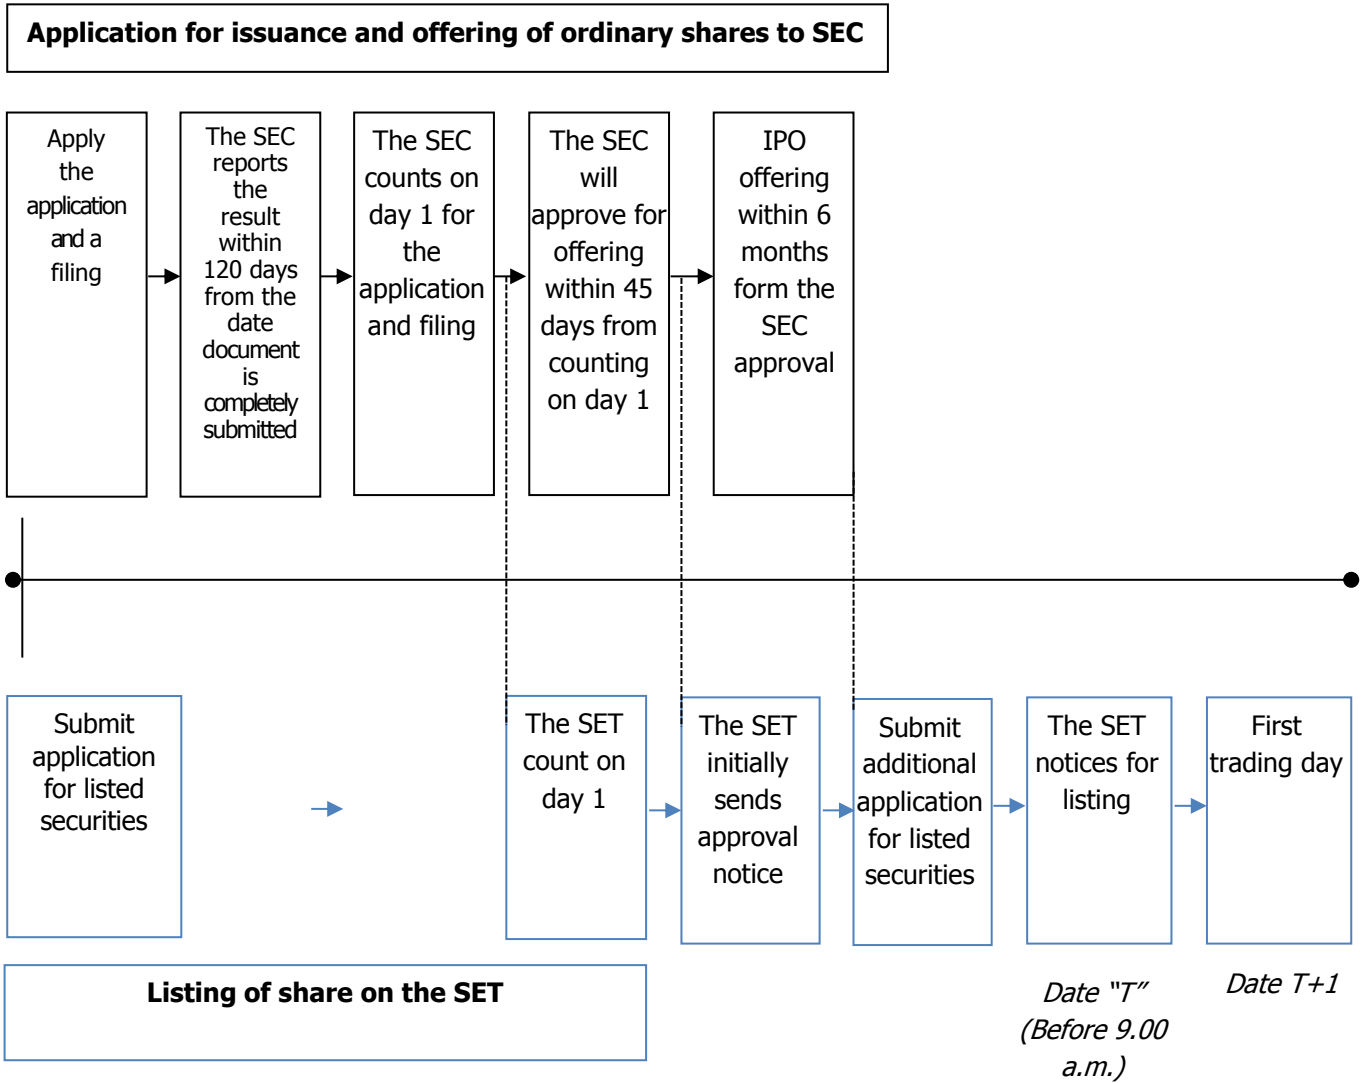 Application for issuance and offering of ordinary shares to SEC
Apply
the
application
and a
filing
The SEC
reports
the
result
within
120 days
from the
date
document
is
completely
submitted
The SEC
counts on
day 1 for
the
application
and filing
The SEC
will
approve for
offering
within 45
days from
counting
on day 1
IPO
offering
within 6
months
form the
SEC
approval
Submit
application
for listed
securities
The SET
count on
day 1
The SET
initially
sends
approval
notice
Submit
additional
application
for listed
securities
The SET
notices for
listing
First
trading day
Listing of share on the SET
Date “T”
(Before 9.00
a.m.)
Date T+1